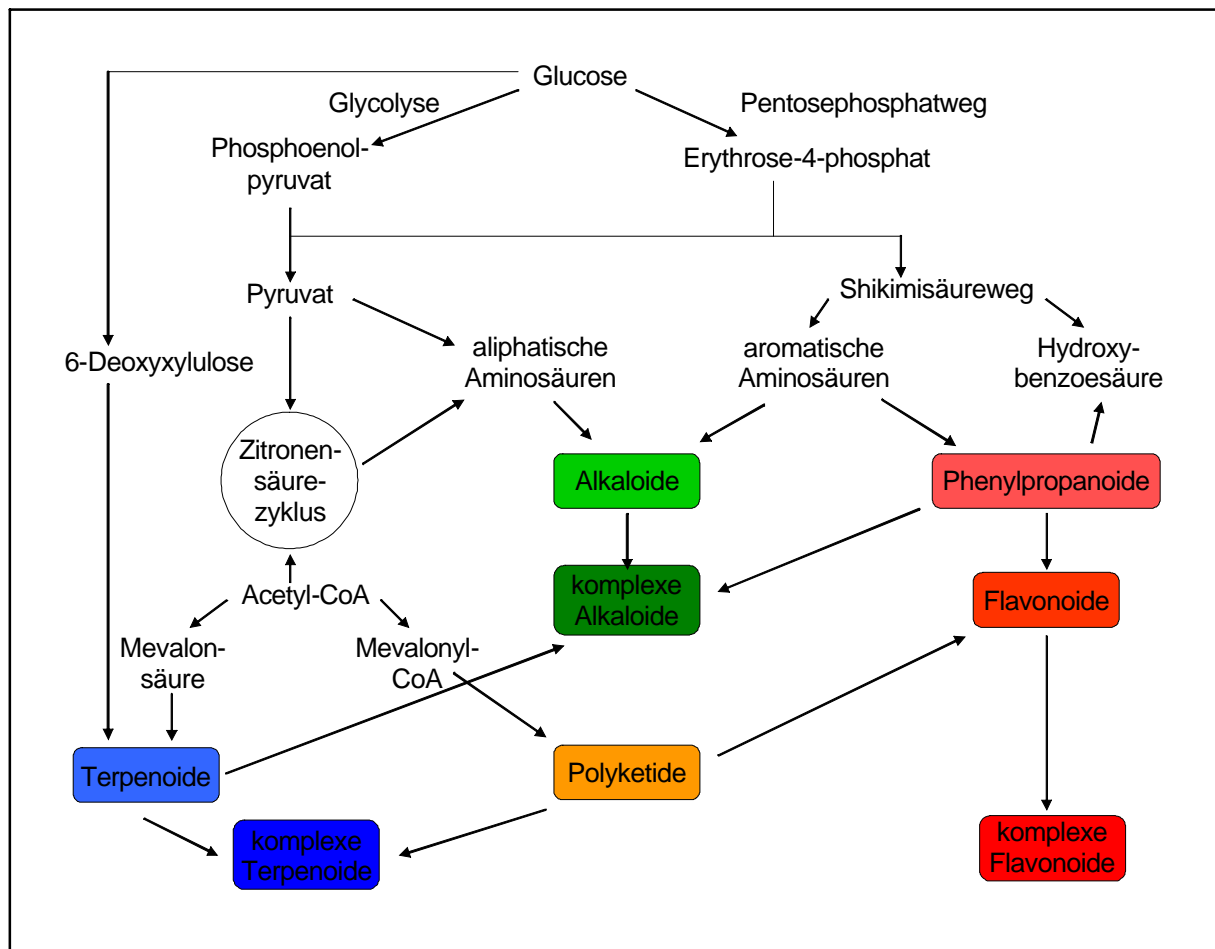 Glucose
Glycolyse
Pentosephosphatweg
Phosphoenol-
pyruvat
Erythrose-4-phosphat
Pyruvat
Shikimisäureweg
6-Deoxyxylulose
aliphatische
Aminosäuren
aromatische
Aminosäuren
Hydroxy-
benzoesäure
Zitronen-
säure-
zyklus
Alkaloide
Phenylpropanoide
Acetyl-CoA
komplexe
Alkaloide
Flavonoide
Mevalon-
säure
Mevalonyl-
CoA
Terpenoide
Polyketide
komplexe
Terpenoide
komplexe
Flavonoide